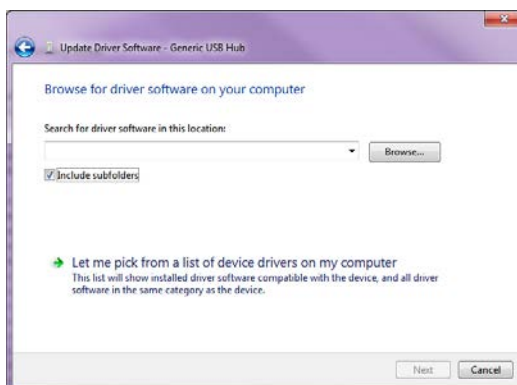 Update Driver Software - Generic USB Hub
Browse for driver software on your computer
Search for driver software in this location:
Browse...
Include subfolders
Let me pick from a list of device drivers on my computer
This list will show installed driver software compatible with the device, and all driver
software in the same category as the device.
Next Cancel